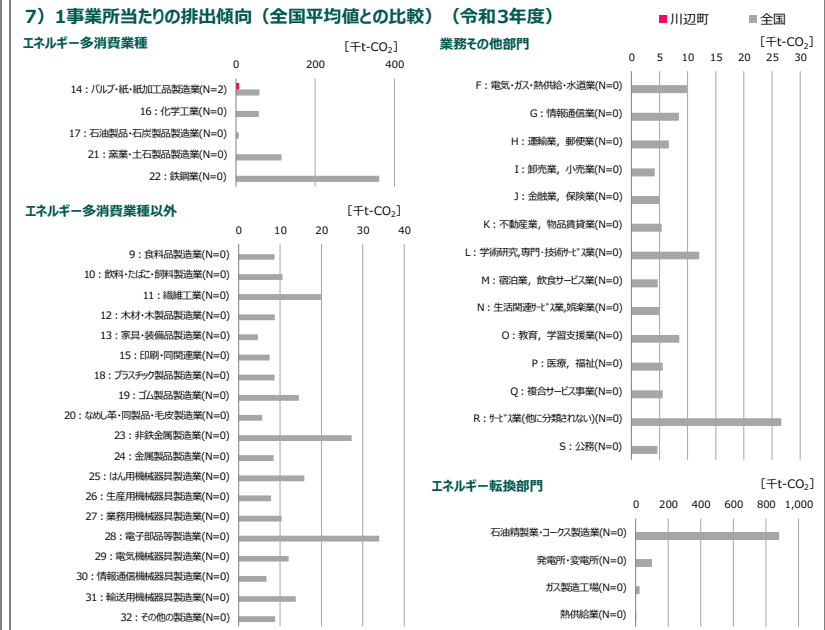 7）1事業所当たりの排出傾向（全国平均値との比較）（令和3年度）
■川辺町 ■全国
エネルギー多消費業種
［千t-CO₂］
0 200 400
14：パルプ・紙・紙加工品製造業(N=2)
16：化学工業(N=0)
17：石油製品・石炭製品製造業(N=0)
21：窯業・土石製品製造業(N=0)
22：鉄鋼業(N=0)
エネルギー多消費業種以外
［千t-CO₂］
0 10 20 30 40
9：食料品製造業(N=0)
10：飲料・たばこ・飼料製造業(N=0)
11：繊維工業(N=0)
12：木材・木製品製造業(N=0)
13：家具・装備品製造業(N=0)
15：印刷・同関連業(N=0)
18：プラスチック製品製造業(N=0)
19：ゴム製品製造業(N=0)
20：なめし革・同製品・毛皮製造業(N=0)
23：非鉄金属製造業(N=0)
24：金属製品製造業(N=0)
25：はん用機械器具製造業(N=0)
26：生産用機械器具製造業(N=0)
27：業務用機械器具製造業(N=0)
28：電子部品等製造業(N=0)
29：電気機械器具製造業(N=0)
30：情報通信機械器具製造業(N=0)
31：輸送用機械器具製造業(N=0)
32：その他の製造業(N=0)
業務その他部門
［千t-CO₂］
0 5 10 15 20 25 30
F：電気・ガス・熱供給・水道業(N=0)
G：情報通信業(N=0)
H：運輸業，郵便業(N=0)
I：卸売業，小売業(N=0)
J：金融業，保険業(N=0)
K：不動産業，物品賃貸業(N=0)
L：学術研究,専門・技術ｻｰﾋﾞｽ業(N=0)
M：宿泊業，飲食サービス業(N=0)
N：生活関連ｻｰﾋﾞｽ業,娯楽業(N=0)
O：教育，学習支援業(N=0)
P：医療，福祉(N=0)
Q：複合サービス事業(N=0)
R：ｻｰﾋﾞｽ業(他に分類されない)(N=0)
S：公務(N=0)
エネルギー転換部門
［千t-CO₂］
0 200 400 600 800 1,000
石油精製業・コークス製造業(N=0)
発電所・変電所(N=0)
ガス製造工場(N=0)
熱供給業(N=0)